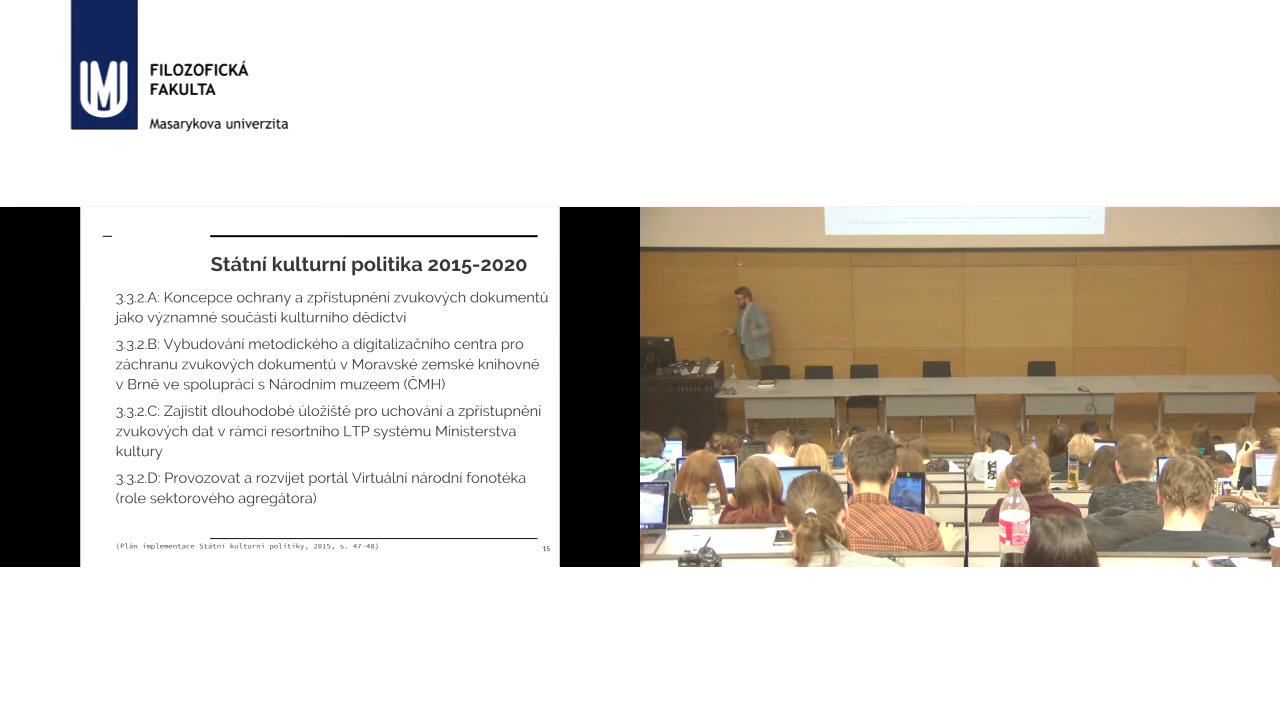 FILOZOFICKÁ
FAKULTA
Masarykova univerzita
Státní kulturní politika 2015-2020
3.3.2.A: Koncepce ochrany a zpřístupnění zvukových dokumentů
jako významné součásti kulturního dědictví
3.3.2.B: Vybudování metodického a digitalizačního centra pro
záchranu zvukových dokumentů v Moravské zemské knihovně
v Brně ve spolupráci s Národním muzeem (ČMH)
3.3.2.C: Zajistit dlouhodobé úložiště pro uchování a zpřístupnění
zvukových dat v rámci resortního LTP systému Ministerstva
kultury
3.3.2.D: Provozovat a rozvíjet portál Virtuální národní fonotéka
(role sektorového agregátora)
(Plán implementace Státní kulturní politiky, 2015, s. 47-48)
15